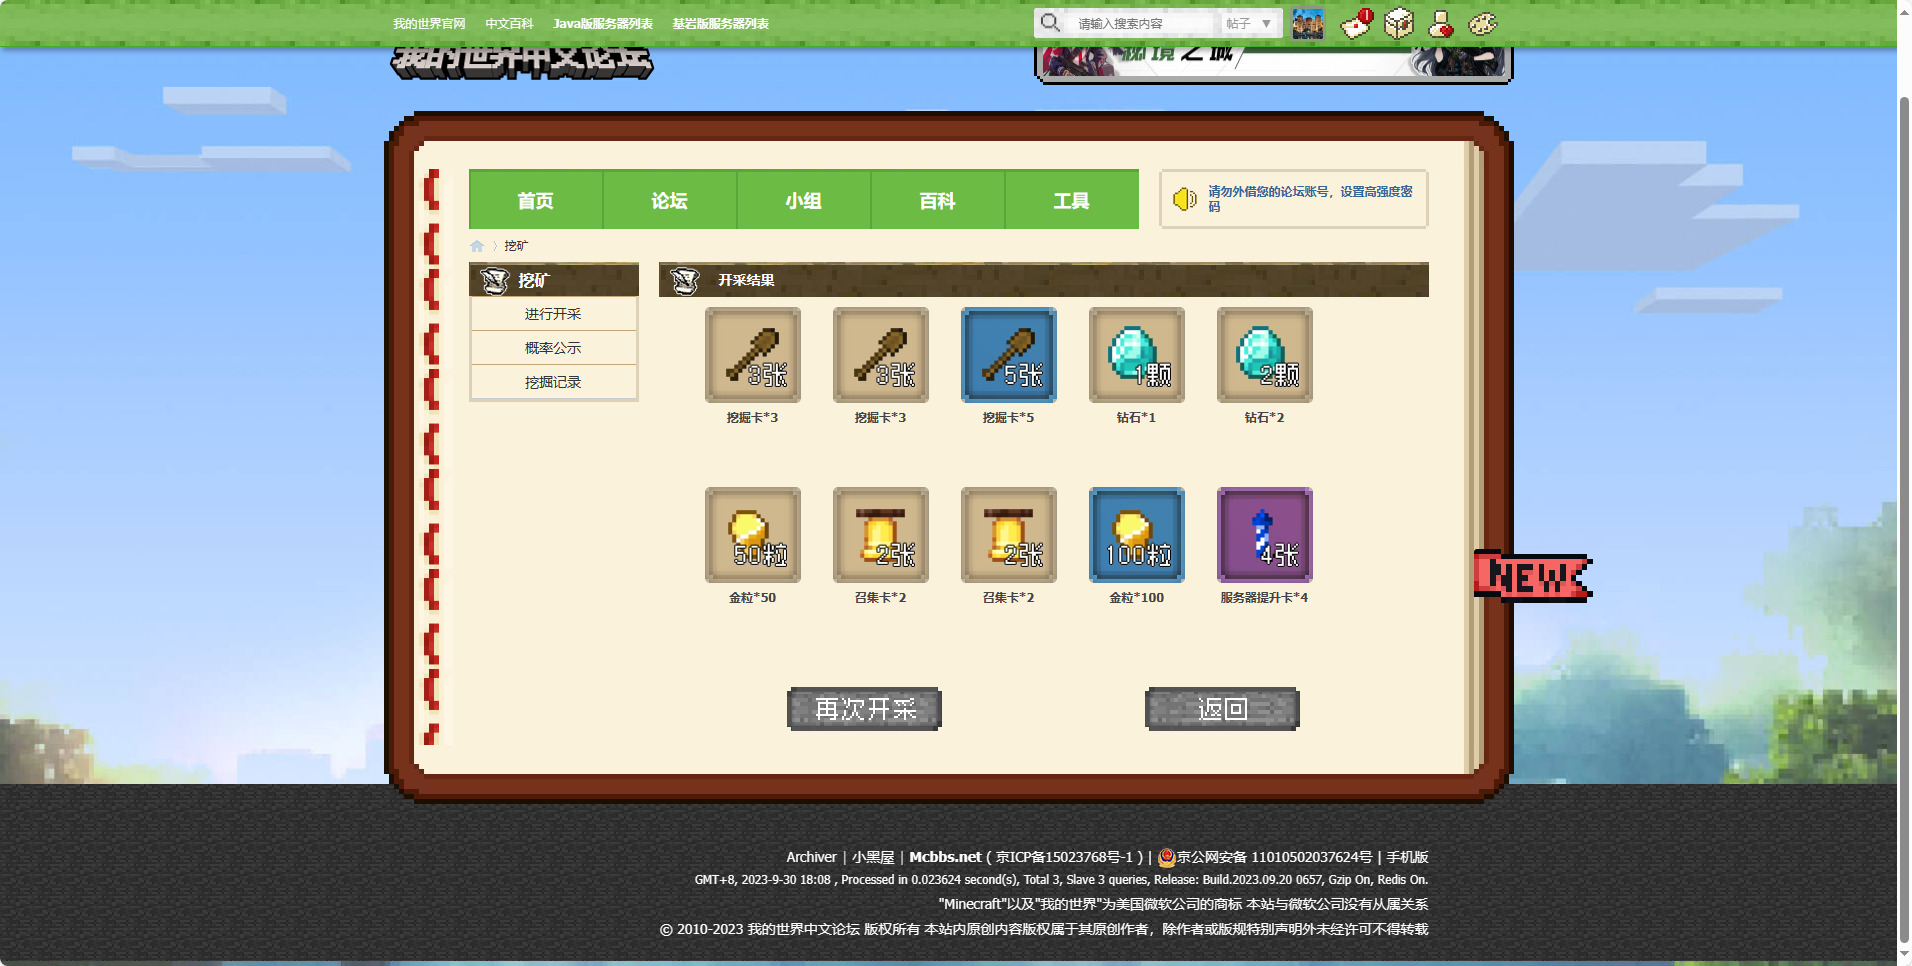 我的世界官网 中文百科 Java版服务器列表 基岩版服务器列表 请输入搜索内容 帖子
我的世界中文论坛
秘境之城
首页 论坛 小组 百科 工具
请勿外借您的论坛账号，设置高强度密
码
挖矿
挖矿
进行开采
概率公示
挖掘记录
开采结果
3张 3张 5张 1颗 2颗
挖掘卡*3 挖掘卡*3 挖掘卡*5 钻石*1 钻石*2
50粒 2张 2张 100粒 4张
金粒*50 召集卡*2 召集卡*2 金粒*100 服务器提升卡*4
NEW
再次开采 返回
Archiver | 小黑屋 | Mcbbs.net ( 京ICP备15023768号-1 ) | 京公网安备 11010502037624号 | 手机版
GMT+8, 2023-9-30 18:08 , Processed in 0.023624 second(s), Total 3, Slave 3 queries, Release: Build.2023.09.20 0657, Gzip On, Redis On.
"Minecraft"以及"我的世界"为美国微软公司的商标 本站与微软公司没有从属关系
© 2010-2023 我的世界中文论坛 版权所有 本站内原创内容版权属于其原创作者，除作者或版规特别声明外未经许可不得转载